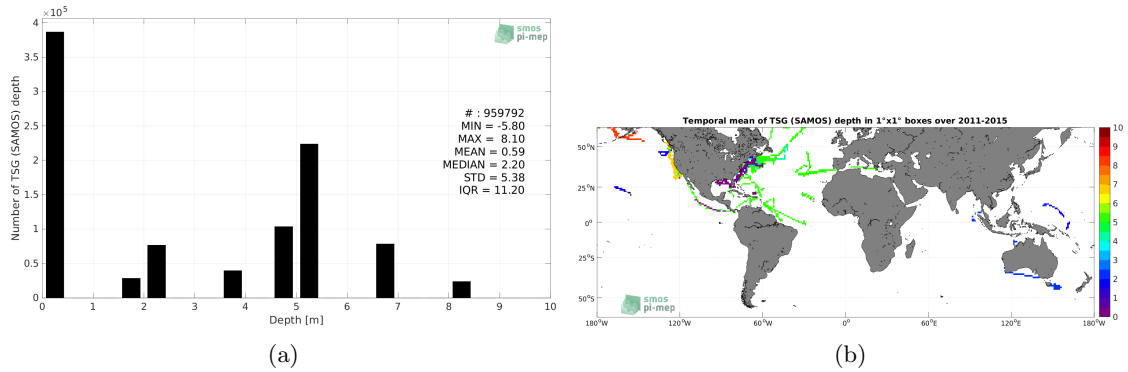 ×10^5
4
3.5
3
2.5
2
1.5
1
0.5
0
0 1 2 3 4 5 6 7 8 9 10
Number of TSG (SAMOS) depth
Depth [m]
smos
pi-mep
# : 959792
MIN = -5.80
MAX = 8.10
MEAN = 0.59
MEDIAN = 2.20
STD = 5.38
IQR = 11.20
(a)
Temporal mean of TSG (SAMOS) depth in 1°x1° boxes over 2011-2015
50°N
25°N
0°
25°S
50°S
180°W 120°W 60°W 0° 60°E 120°E 180°W
smos
pi-mep
10
9
8
7
6
5
4
3
2
1
0
(b)